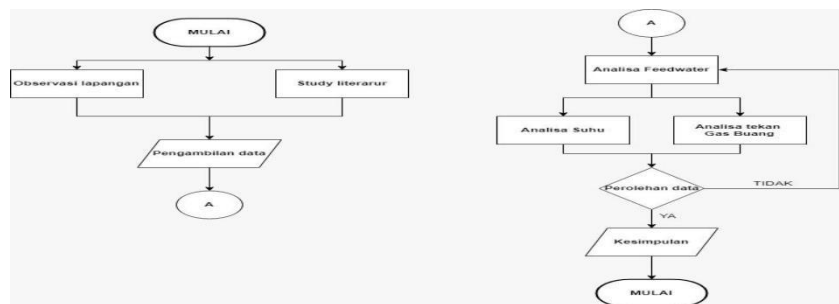 MULAI
Observasi lapangan
Study literarur
Pengambilan data
A
A
Analisa Feedwater
Analisa Suhu
Analisa tekan
Gas Buang
Perolehan data
TIDAK
YA
Kesimpulan
MULAI